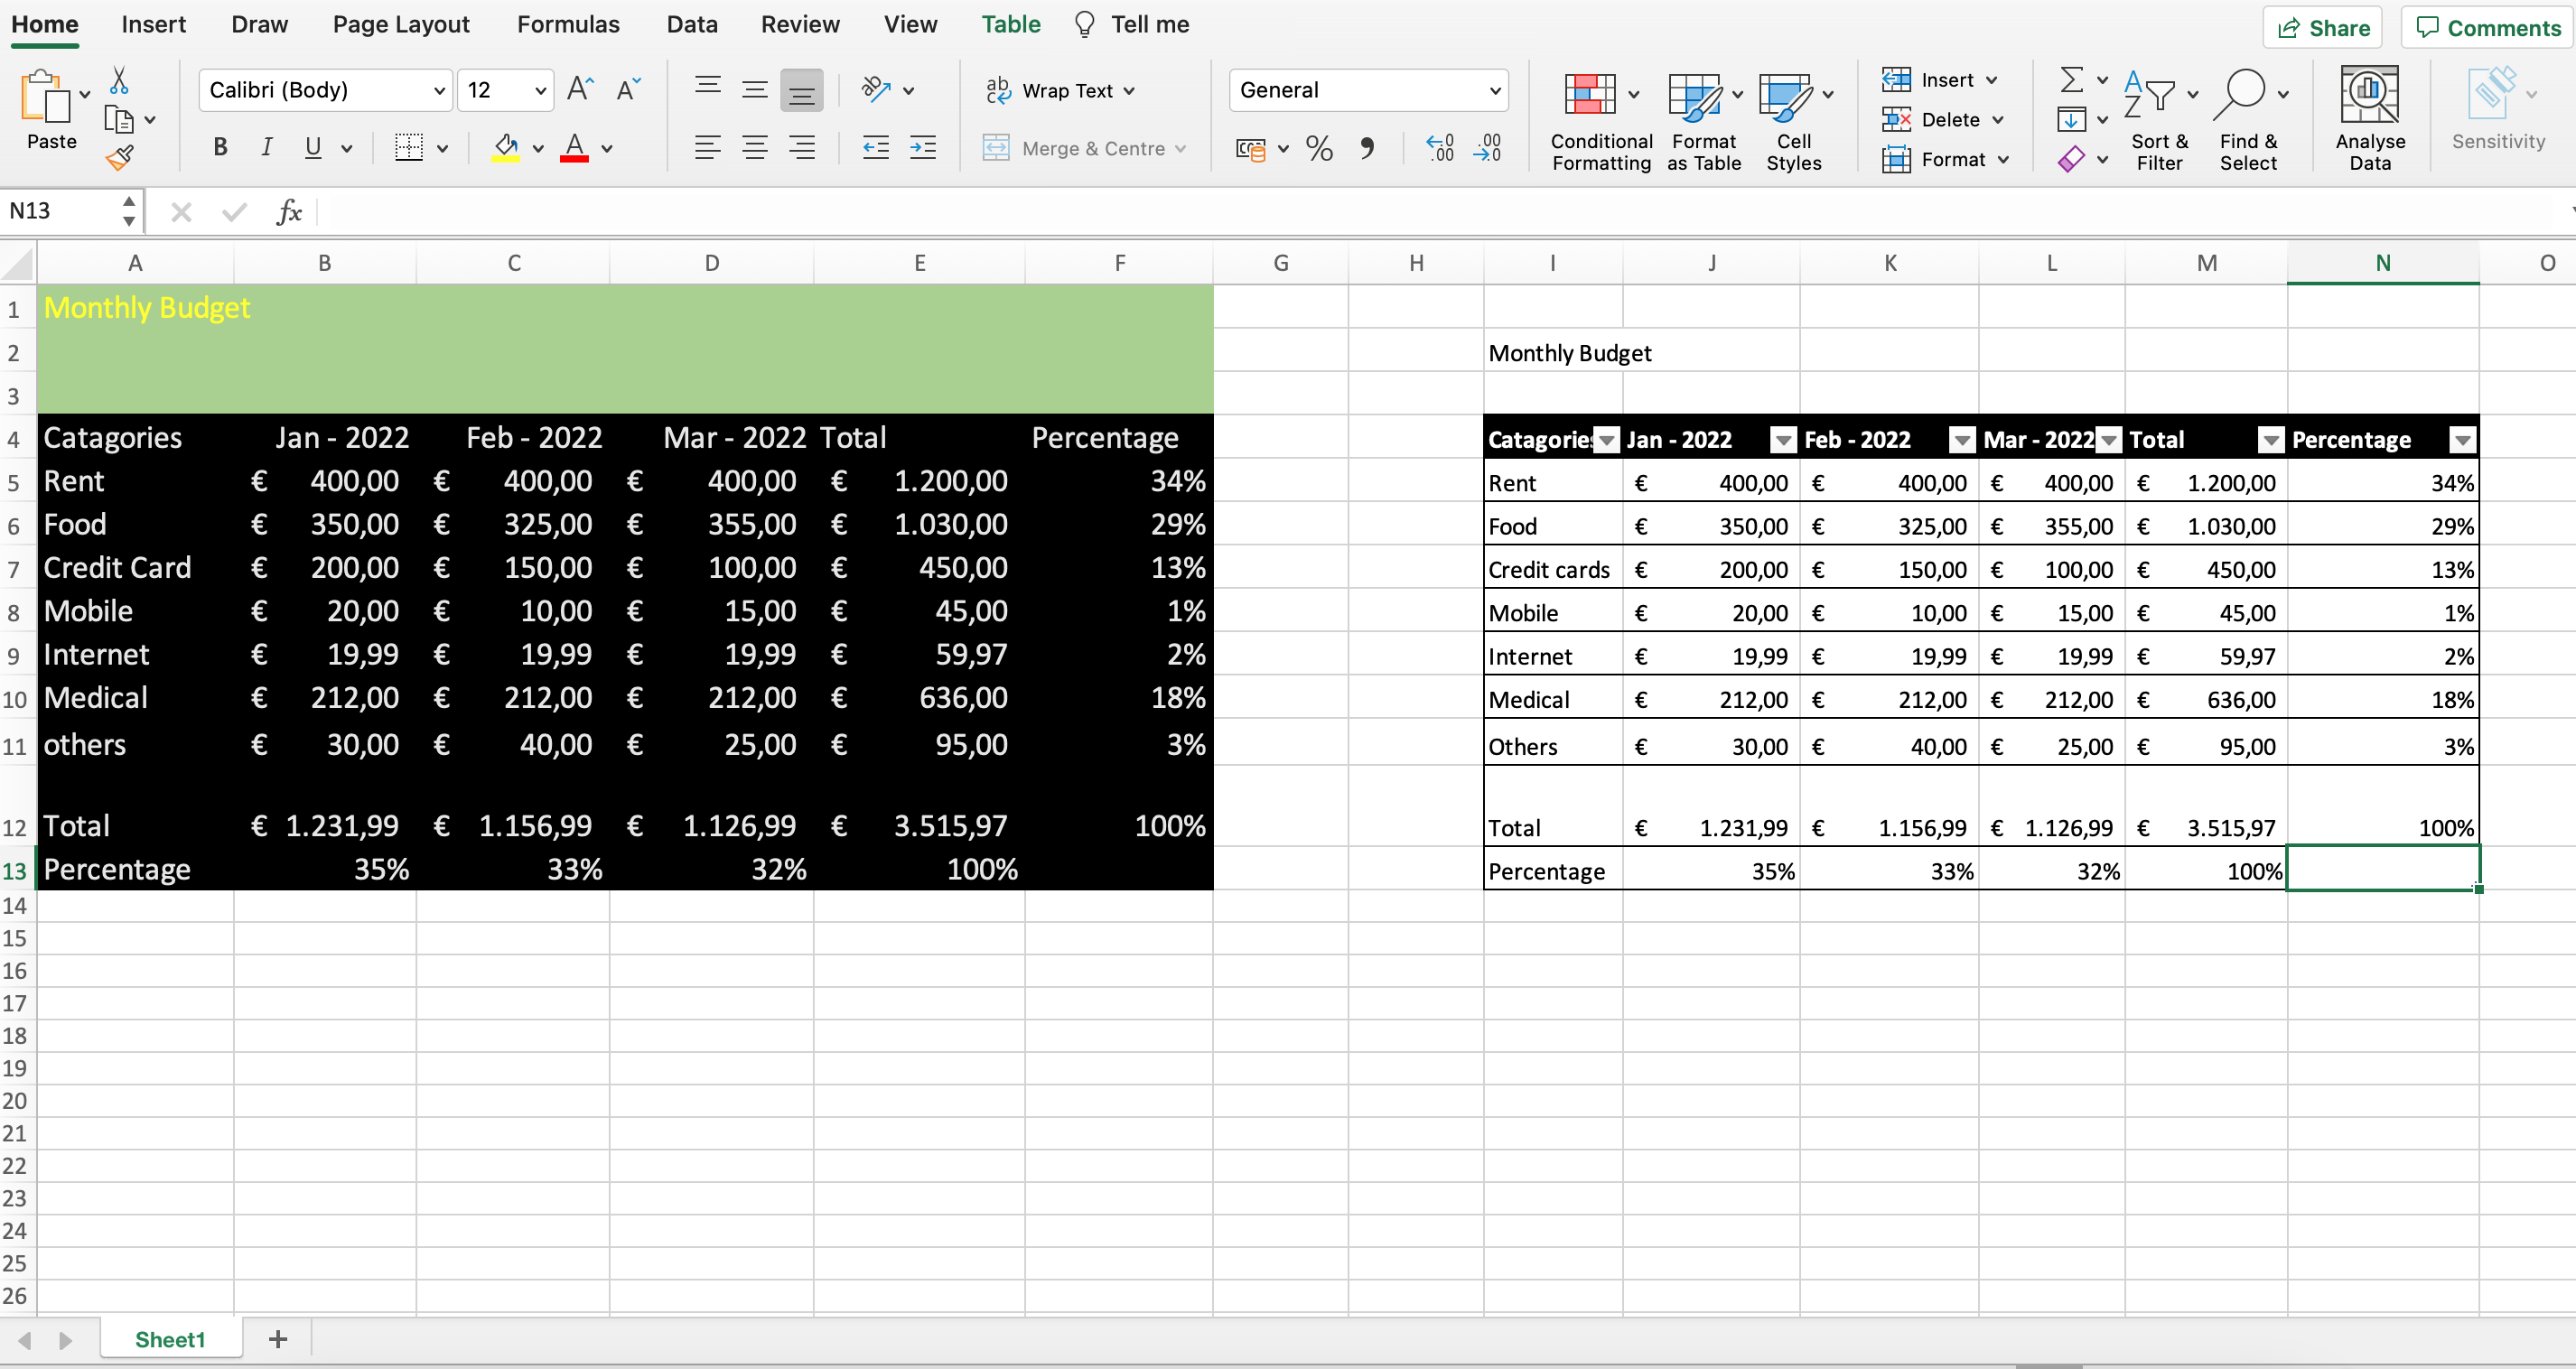 Home Insert Draw Page Layout Formulas Data Review View Table Tell me Share Comments
Calibri (Body) 12 A A ab Wrap Text General Insert
Paste B I U A c Merge & Centre % .00 .0 Conditional Formatting Format as Table Cell Styles Delete Format Sort & Filter Find & Select Analyse Data Sensitivity
N13 fx
A B C D E F G H I J K L M N O
1 Monthly Budget
2 Monthly Budget
3
4 Catagories Jan - 2022 Feb - 2022 Mar - 2022 Total Percentage Catagories Jan - 2022 Feb - 2022 Mar - 2022 Total Percentage
5 Rent € 400,00 € 400,00 € 400,00 € 1.200,00 34% Rent € 400,00 € 400,00 € 400,00 € 1.200,00 34%
6 Food € 350,00 € 325,00 € 355,00 € 1.030,00 29% Food € 350,00 € 325,00 € 355,00 € 1.030,00 29%
7 Credit Card € 200,00 € 150,00 € 100,00 € 450,00 13% Credit cards € 200,00 € 150,00 € 100,00 € 450,00 13%
8 Mobile € 20,00 € 10,00 € 15,00 € 45,00 1% Mobile € 20,00 € 10,00 € 15,00 € 45,00 1%
9 Internet € 19,99 € 19,99 € 19,99 € 59,97 2% Internet € 19,99 € 19,99 € 19,99 € 59,97 2%
10 Medical € 212,00 € 212,00 € 212,00 € 636,00 18% Medical € 212,00 € 212,00 € 212,00 € 636,00 18%
11 others € 30,00 € 40,00 € 25,00 € 95,00 3% Others € 30,00 € 40,00 € 25,00 € 95,00 3%
12 Total € 1.231,99 € 1.156,99 € 1.126,99 € 3.515,97 100% Total € 1.231,99 € 1.156,99 € 1.126,99 € 3.515,97 100%
13 Percentage 35% 33% 32% 100% Percentage 35% 33% 32% 100%
14
15
16
17
18
19
20
21
22
23
24
25
26
Sheet1 +